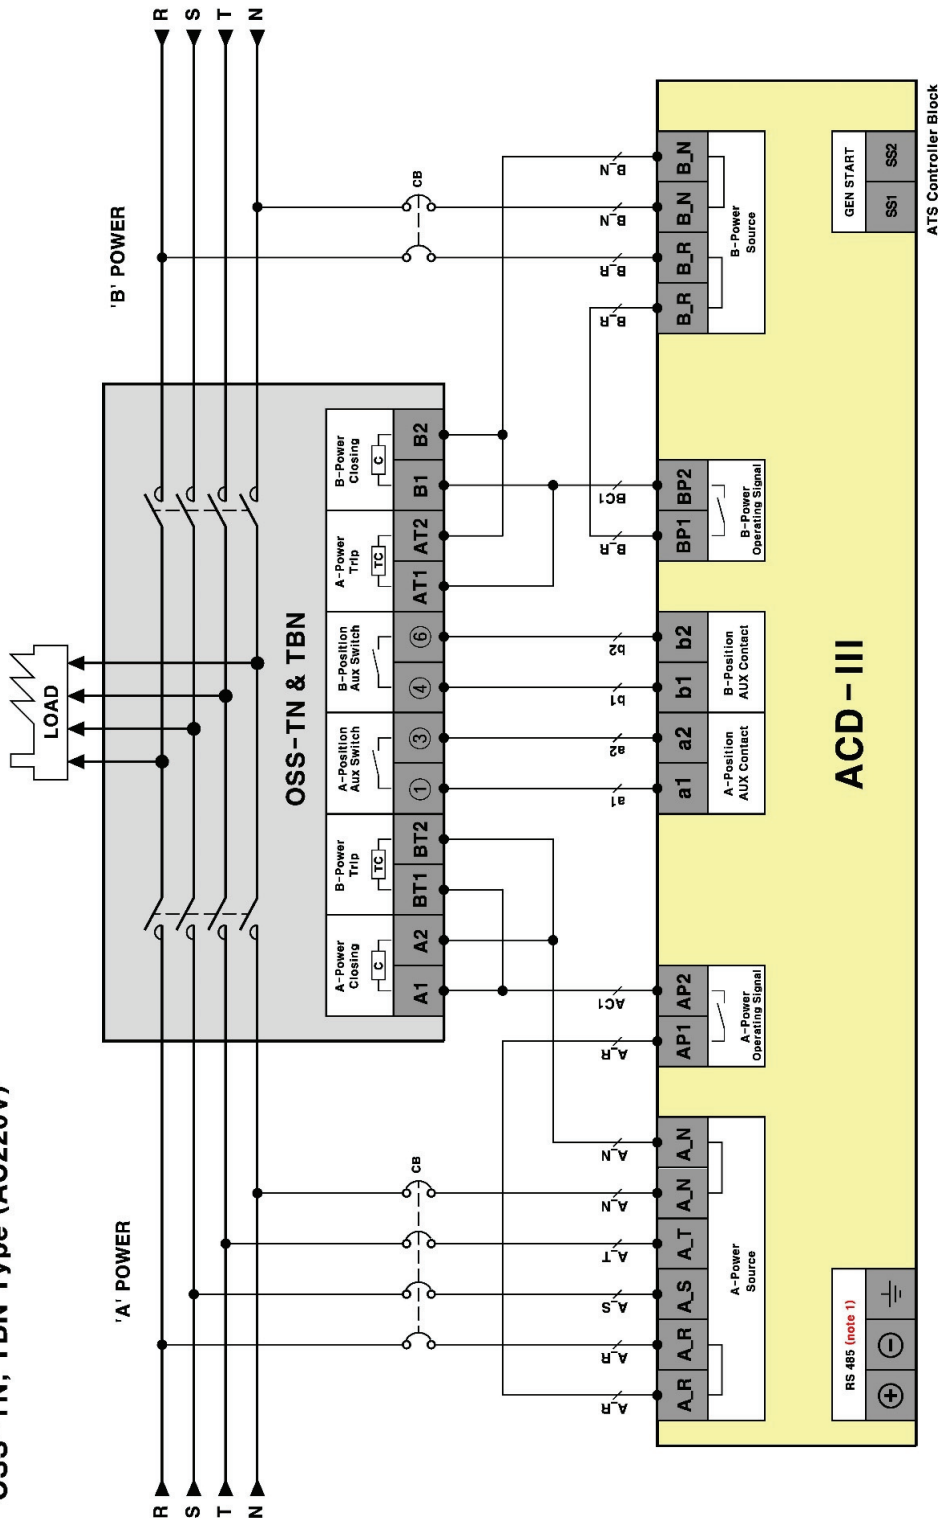 OSS-TN, TBN Type (AC220V)
'A' POWER
'B' POWER
R
S
T
N
R
S
T
N
LOAD
OSS-TN & TBN
A-Power
Closing
B-Power
Trip
A-Position
Aux Switch
B-Position
Aux Switch
A-Power
Trip
B-Power
Closing
C
TC
TC
C
A1
A2
BT1
BT2
①
③
④
⑥
AT1
AT2
B1
B2
CB
CB
A_R
A_R
A_S
A_T
A_N
A_N
A_R
AC1
a1
a2
b1
b2
B_R
BC1
B_R
B_R
B_N
B_N
A_R
A_R
A_S
A_T
A_N
A_N
AP1
AP2
a1
a2
b1
b2
BP1
BP2
B_R
B_R
B_N
B_N
A-Power
Source
A-Power
Operating Signal
A-Position
AUX Contact
B-Position
AUX Contact
B-Power
Operating Signal
B-Power
Source
ACD-III
RS 485 (note 1)
+
−
GEN START
SS1
SS2
ATS Controller Block